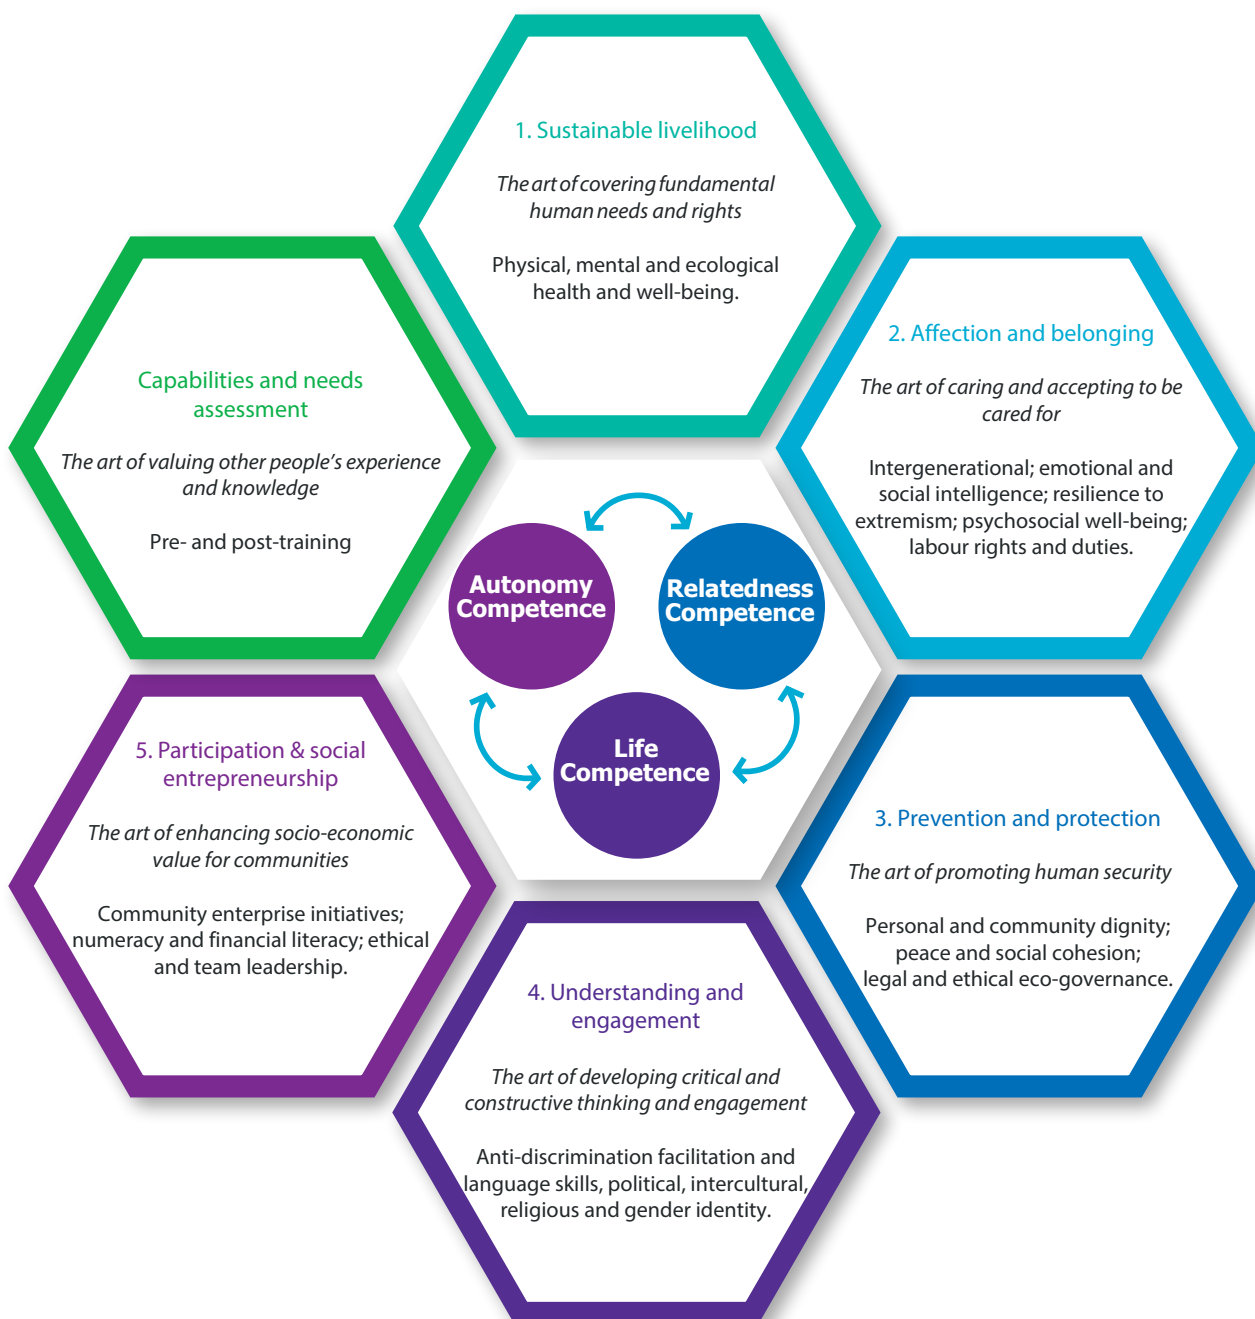 1. Sustainable livelihood
The art of covering fundamental
human needs and rights
Physical, mental and ecological
health and well-being.
2. Affection and belonging
The art of caring and accepting to be
cared for
Intergenerational; emotional and
social intelligence; resilience to
extremism; psychosocial well-being;
labour rights and duties.
3. Prevention and protection
The art of promoting human security
Personal and community dignity;
peace and social cohesion;
legal and ethical eco-governance.
4. Understanding and
engagement
The art of developing critical and
constructive thinking and engagement
Anti-discrimination facilitation and
language skills, political, intercultural,
religious and gender identity.
5. Participation & social
entrepreneurship
The art of enhancing socio-economic
value for communities
Community enterprise initiatives;
numeracy and financial literacy; ethical
and team leadership.
Capabilities and needs
assessment
The art of valuing other people's experience
and knowledge
Pre- and post-training
Autonomy
Competence
Relatedness
Competence
Life
Competence